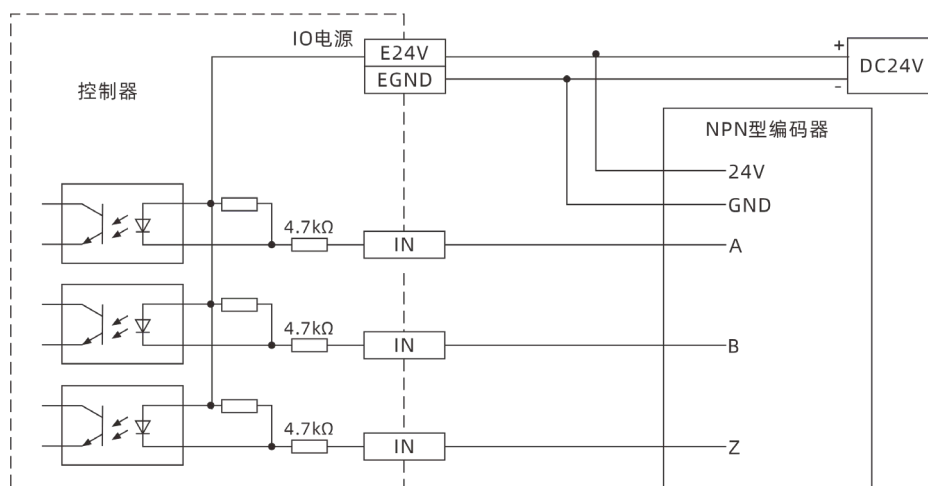 IO电源
E24V
EGND
+
-
DC24V
控制器
NPN型编码器
24V
GND
4.7kΩ
IN
A
4.7kΩ
IN
B
4.7kΩ
IN
Z